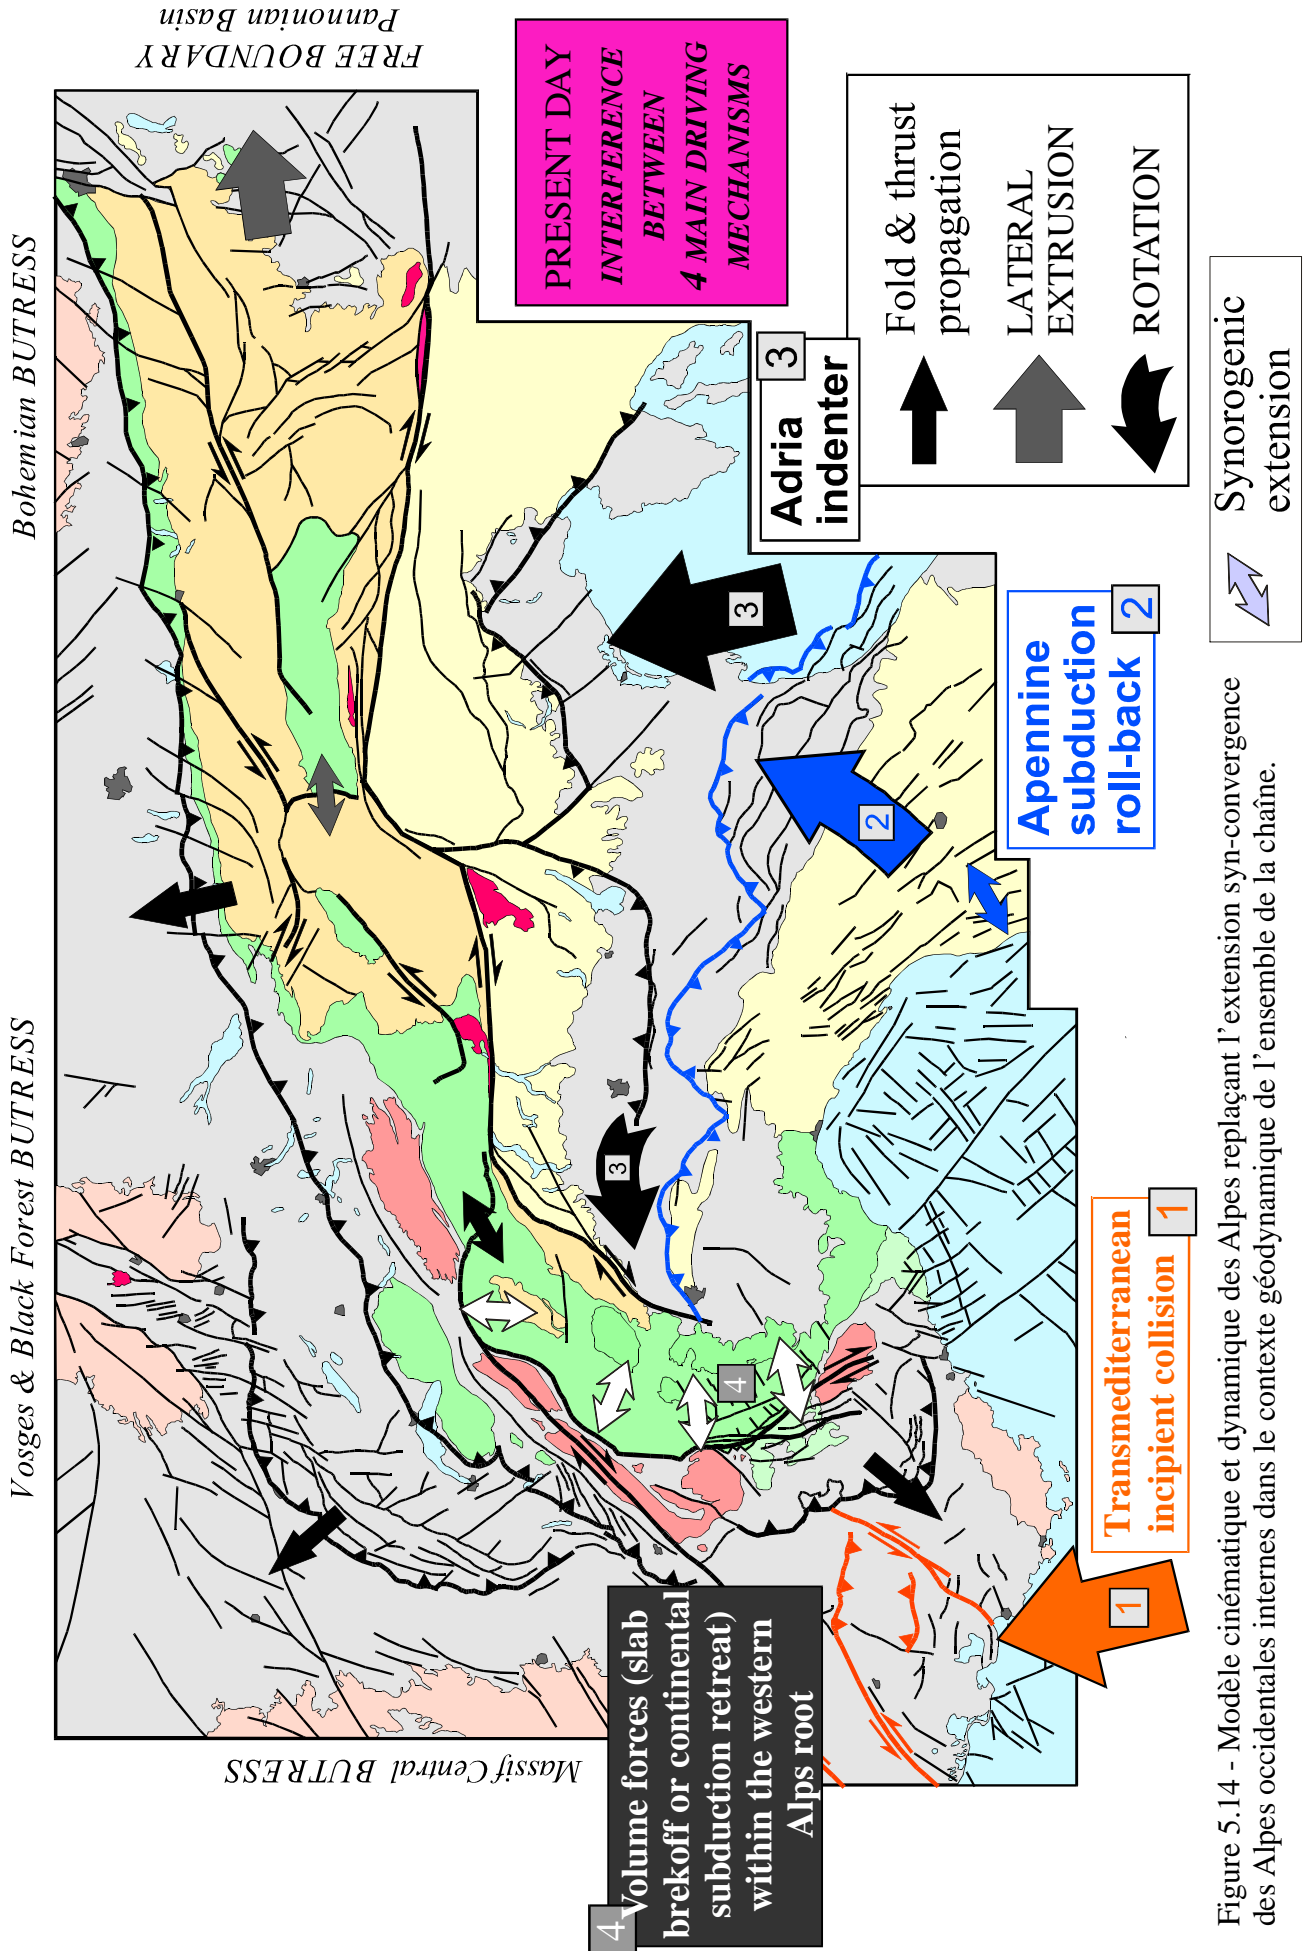 Vosges & Black Forest BUTRESS
Bohemian BUTRESS
FREE BOUNDARY
Pannonian Basin
Massif Central BUTRESS
PRESENT DAY
INTERFERENCE
BETWEEN
4 MAIN DRIVING
MECHANISMS
3
Adria
indenter
Fold & thrust
propagation
LATERAL
EXTRUSION
ROTATION
Synorogenic
extension
3
3
2
4
1
Apennine
subduction
roll-back
2
Transmediterranean
incipient collision
1
4
Volume forces (slab
brekoff or continental
subduction retreat)
within the western
Alps root
Figure 5.14 - Modèle cinématique et dynamique des Alpes replaçant l'extension syn-convergence
des Alpes occidentales internes dans le contexte géodynamique de l'ensemble de la chaîne.